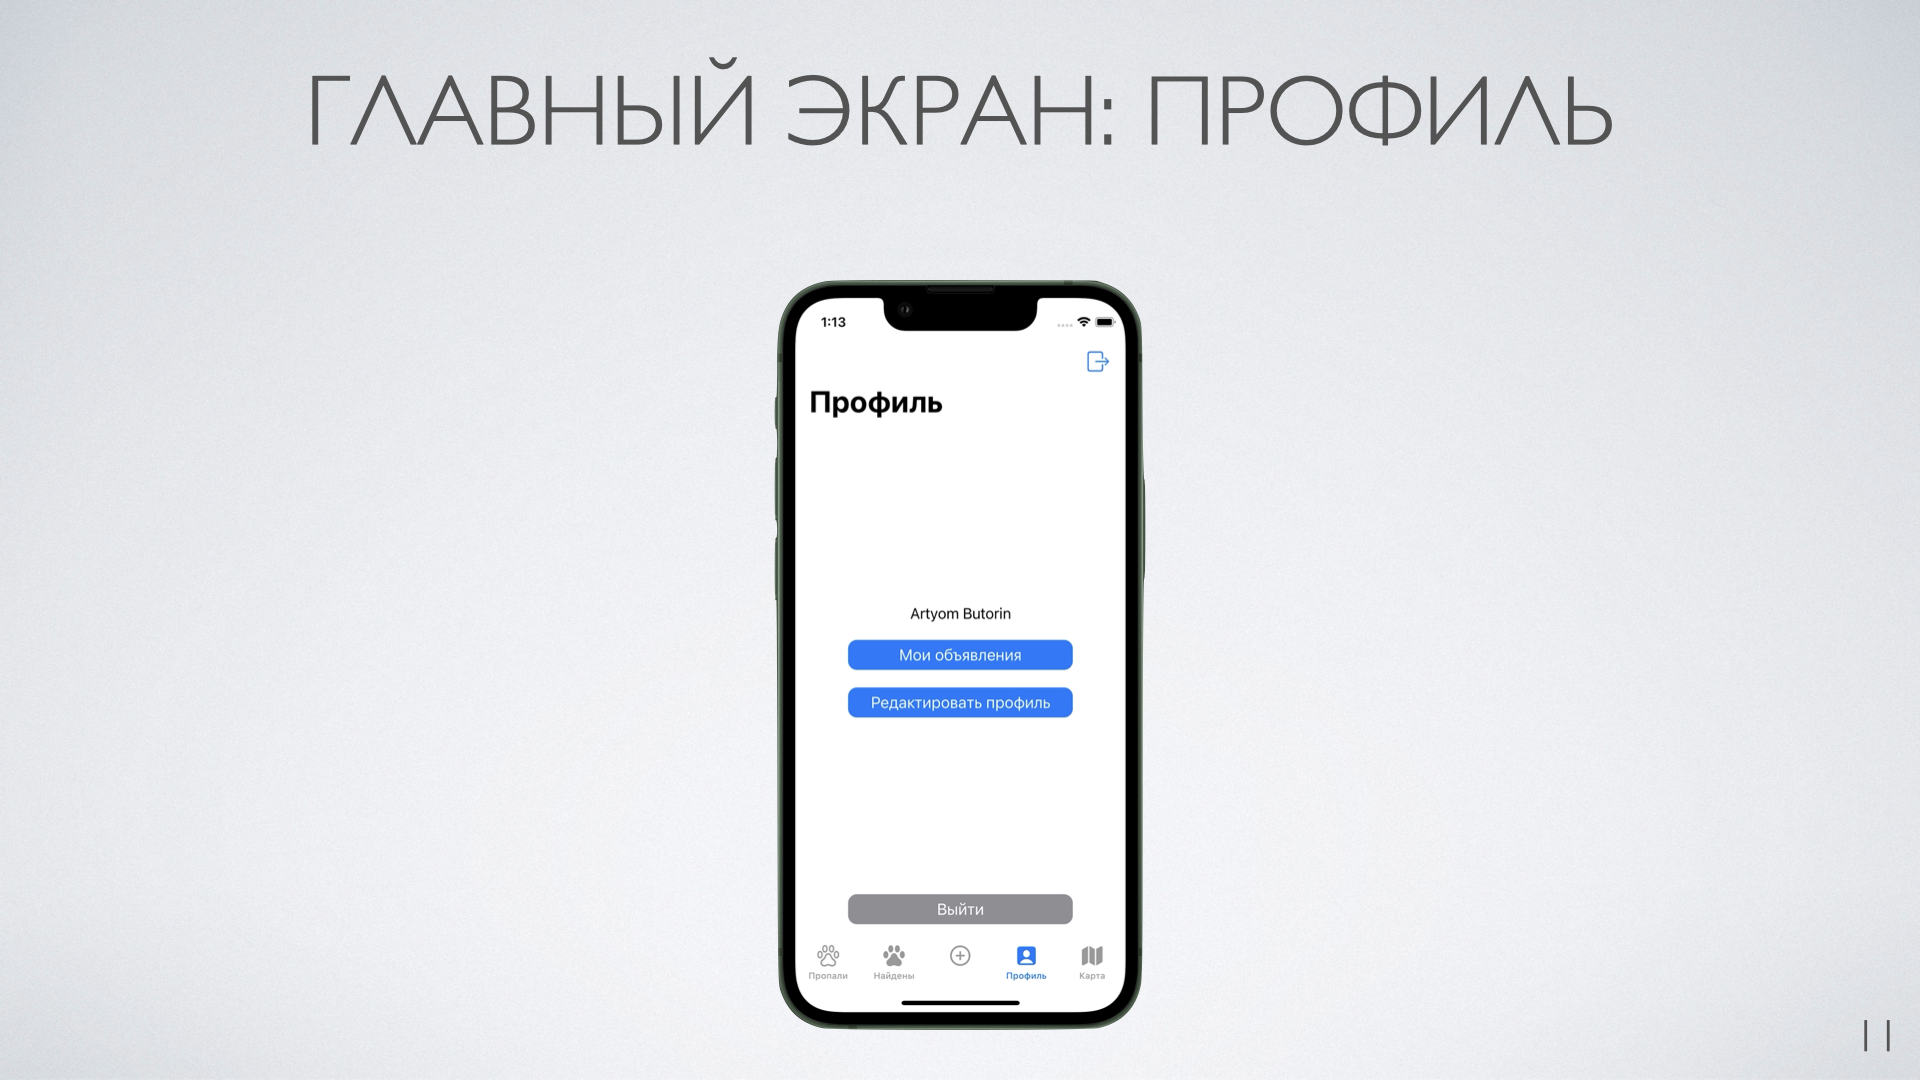 ГЛАВНЫЙ ЭКРАН: ПРОФИЛЬ
1:13
Профиль
Artyom Butorin
Мои объявления
Редактировать профиль
Выйти
Пропали Найдены Профиль Карта
11